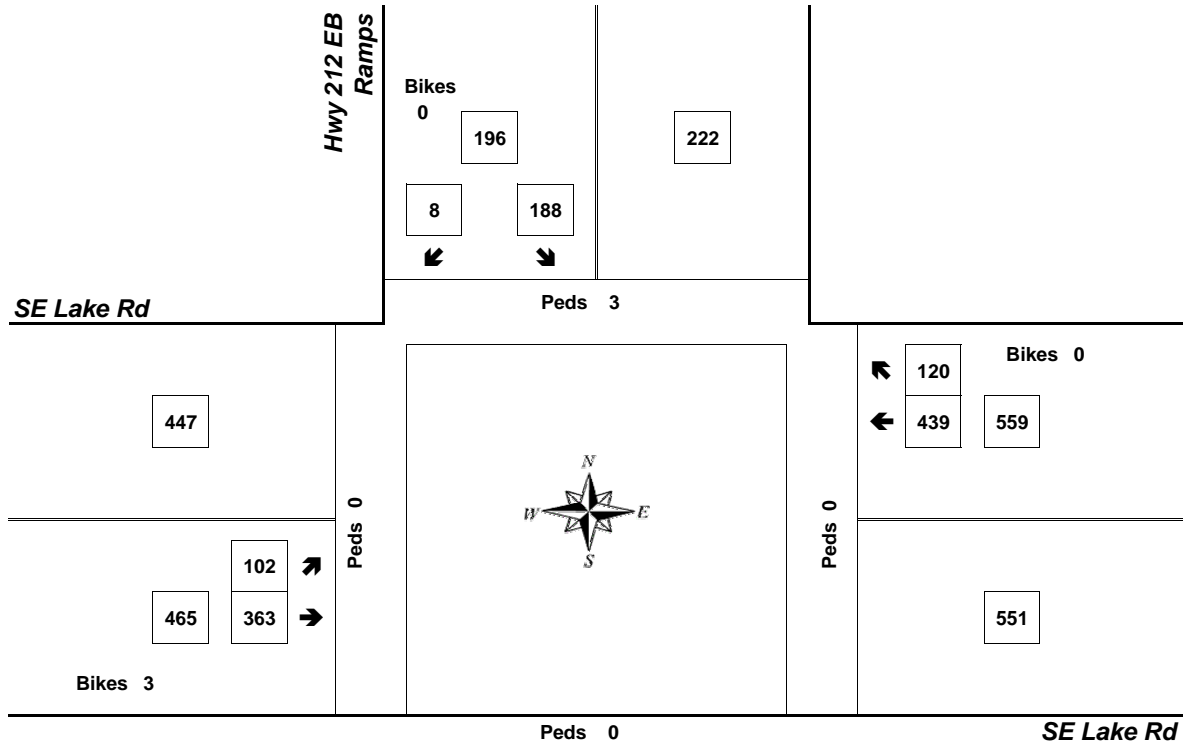 Hwy 212 EB
Ramps
Bikes
0
196
222
8
188
Peds 3
SE Lake Rd
Bikes 0
120
447
439
559
N
W
E
S
Peds 0
Peds 0
102
465
363
551
Bikes 3
Peds 0
SE Lake Rd